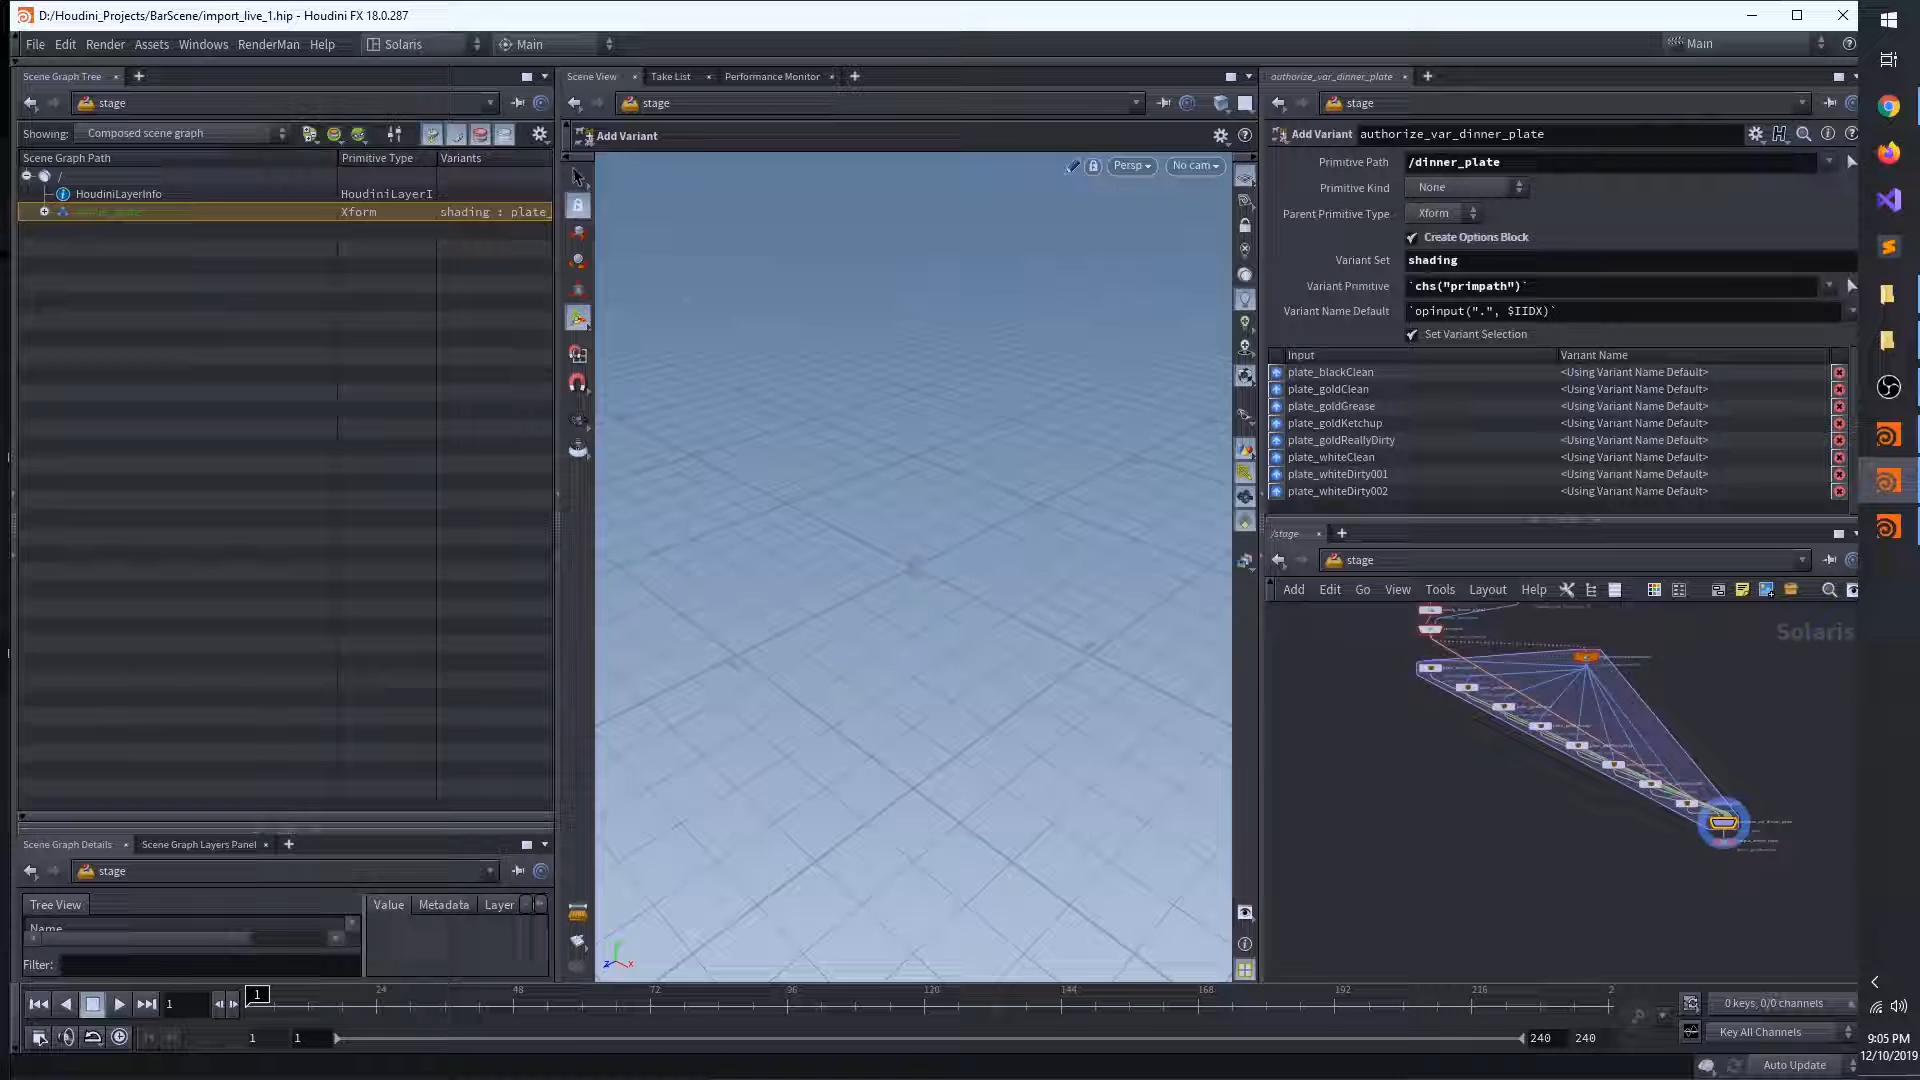 D:/Houdini_Projects/BarScene/import_live_1.hip - Houdini FX 18.0.287
File Edit Render Assets Windows RenderMan Help Solaris Main Main
Scene Graph Tree
stage
Showing: Composed scene graph
Scene Graph Path Primitive Type Variants
/
HoudiniLayerInfo HoudiniLayerI
Xform shading : plate_
Scene Graph Details Scene Graph Layers Panel
stage
Tree View Value Metadata Layer
Name
Filter:
Scene View Take List Performance Monitor
stage
Add Variant
Persp No cam
authorize_var_dinner_plate
stage
Add Variant authorize_var_dinner_plate
Primitive Path /dinner_plate
Primitive Kind None
Parent Primitive Type Xform
Create Options Block
Variant Set shading
Variant Primitive `chs("primpath")`
Variant Name Default `opinput(".", $IIDX)`
Set Variant Selection
Input Variant Name
plate_blackClean <Using Variant Name Default>
plate_goldClean <Using Variant Name Default>
plate_goldGrease <Using Variant Name Default>
plate_goldKetchup <Using Variant Name Default>
plate_goldReallyDirty <Using Variant Name Default>
plate_whiteClean <Using Variant Name Default>
plate_whiteDirty001 <Using Variant Name Default>
plate_whiteDirty002 <Using Variant Name Default>
/stage
stage
Add Edit Go View Tools Layout Help
Solaris
1 1 24 48 72 96 120 144 168 192 216 2
0 keys, 0/0 channels
1 1 240 240
Key All Channels
Auto Update
9:05 PM
12/10/2019